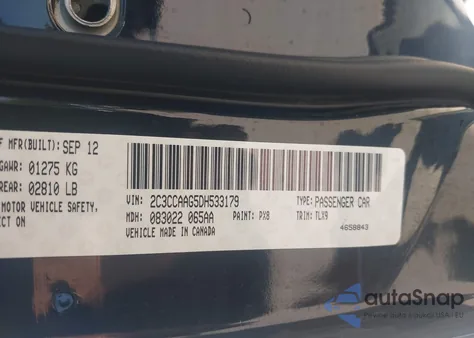 F MFR(BUILT): SEP 12
GAWR: 01275 KG
REAR: 02810 LB
MOTOR VEHICLE SAFETY,
ECT ON
VIN: 2C3CCAAG5DH533179
TYPE: PASSENGER CAR
MDH: 083022 065AA
PAINT: PX8
TRIM: TLX9
VEHICLE MADE IN CANADA
4658843
autoSnap